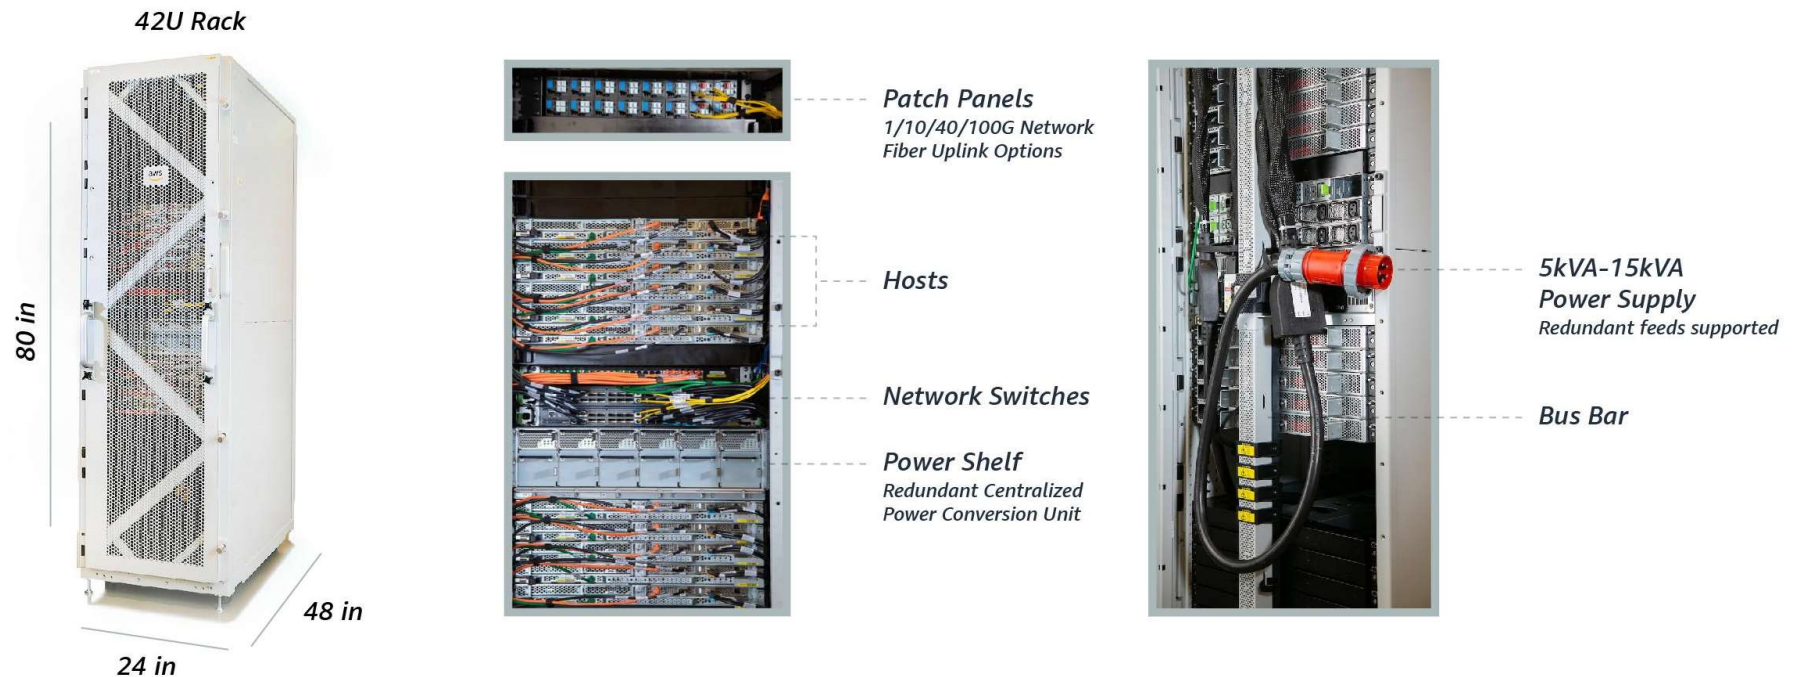 42U Rack
aws
80 in
48 in
24 in
Patch Panels
1/10/40/100G Network
Fiber Uplink Options
Hosts
Network Switches
Power Shelf
Redundant Centralized
Power Conversion Unit
5kVA-15kVA
Power Supply
Redundant feeds supported
Bus Bar